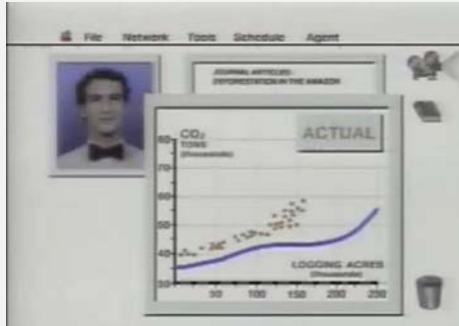 File Network Tools Schedule Agent
JOURNAL ARTICLES:
DEFORESTATION IN THE AMAZON
ACTUAL
CO₂
TONS
(thousands)
80
70
60
50
40
30
50 100 150 200 250
LOGGING ACRES
(thousands)